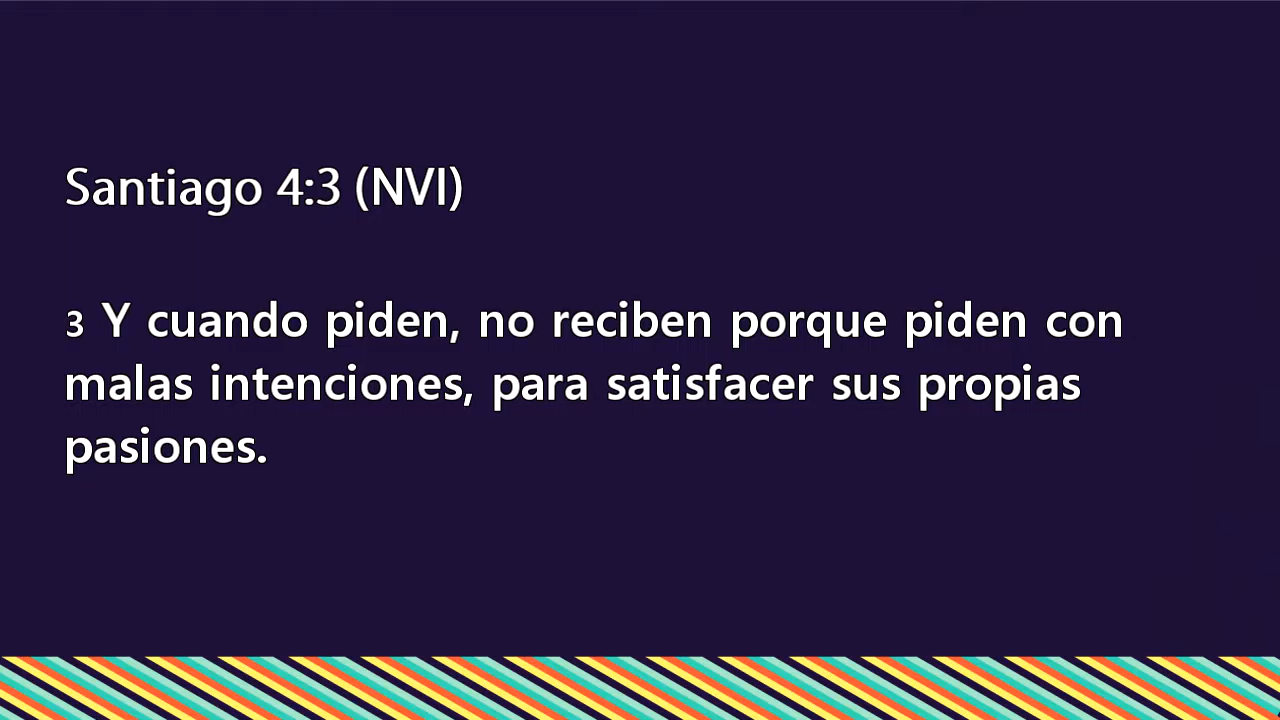 Santiago 4:3 (NVI)
3 Y cuando piden, no reciben porque piden con
malas intenciones, para satisfacer sus propias
pasiones.